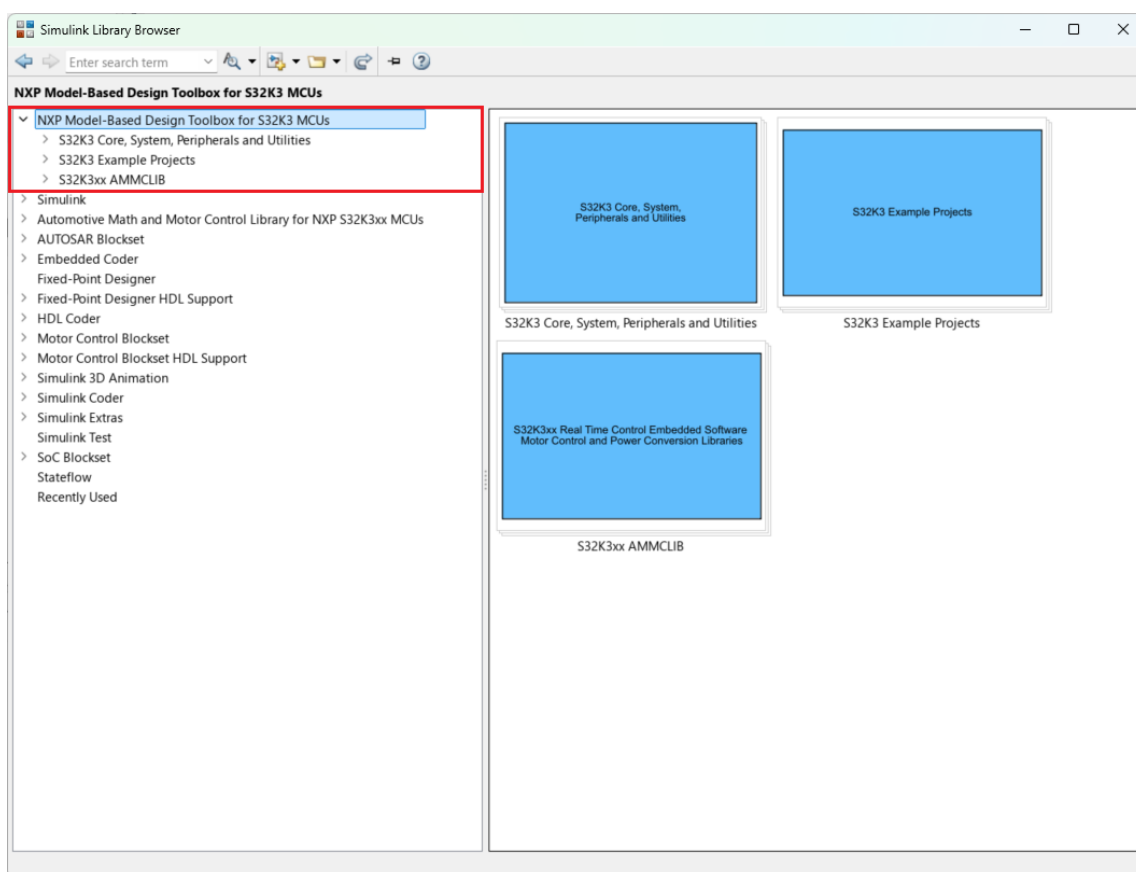 Simulink Library Browser
Enter search term
NXP Model-Based Design Toolbox for S32K3 MCUs
NXP Model-Based Design Toolbox for S32K3 MCUs
S32K3 Core, System, Peripherals and Utilities
S32K3 Example Projects
S32K3xx AMMCLIB
Simulink
Automotive Math and Motor Control Library for NXP S32K3xx MCUs
AUTOSAR Blockset
Embedded Coder
Fixed-Point Designer
Fixed-Point Designer HDL Support
HDL Coder
Motor Control Blockset
Motor Control Blockset HDL Support
Simulink 3D Animation
Simulink Coder
Simulink Extras
Simulink Test
SoC Blockset
Stateflow
Recently Used
S32K3 Core, System,
Peripherals and Utilities
S32K3 Core, System, Peripherals and Utilities
S32K3 Example Projects
S32K3 Example Projects
S32K3xx Real Time Control Embedded Software
Motor Control and Power Conversion Libraries
S32K3xx AMMCLIB